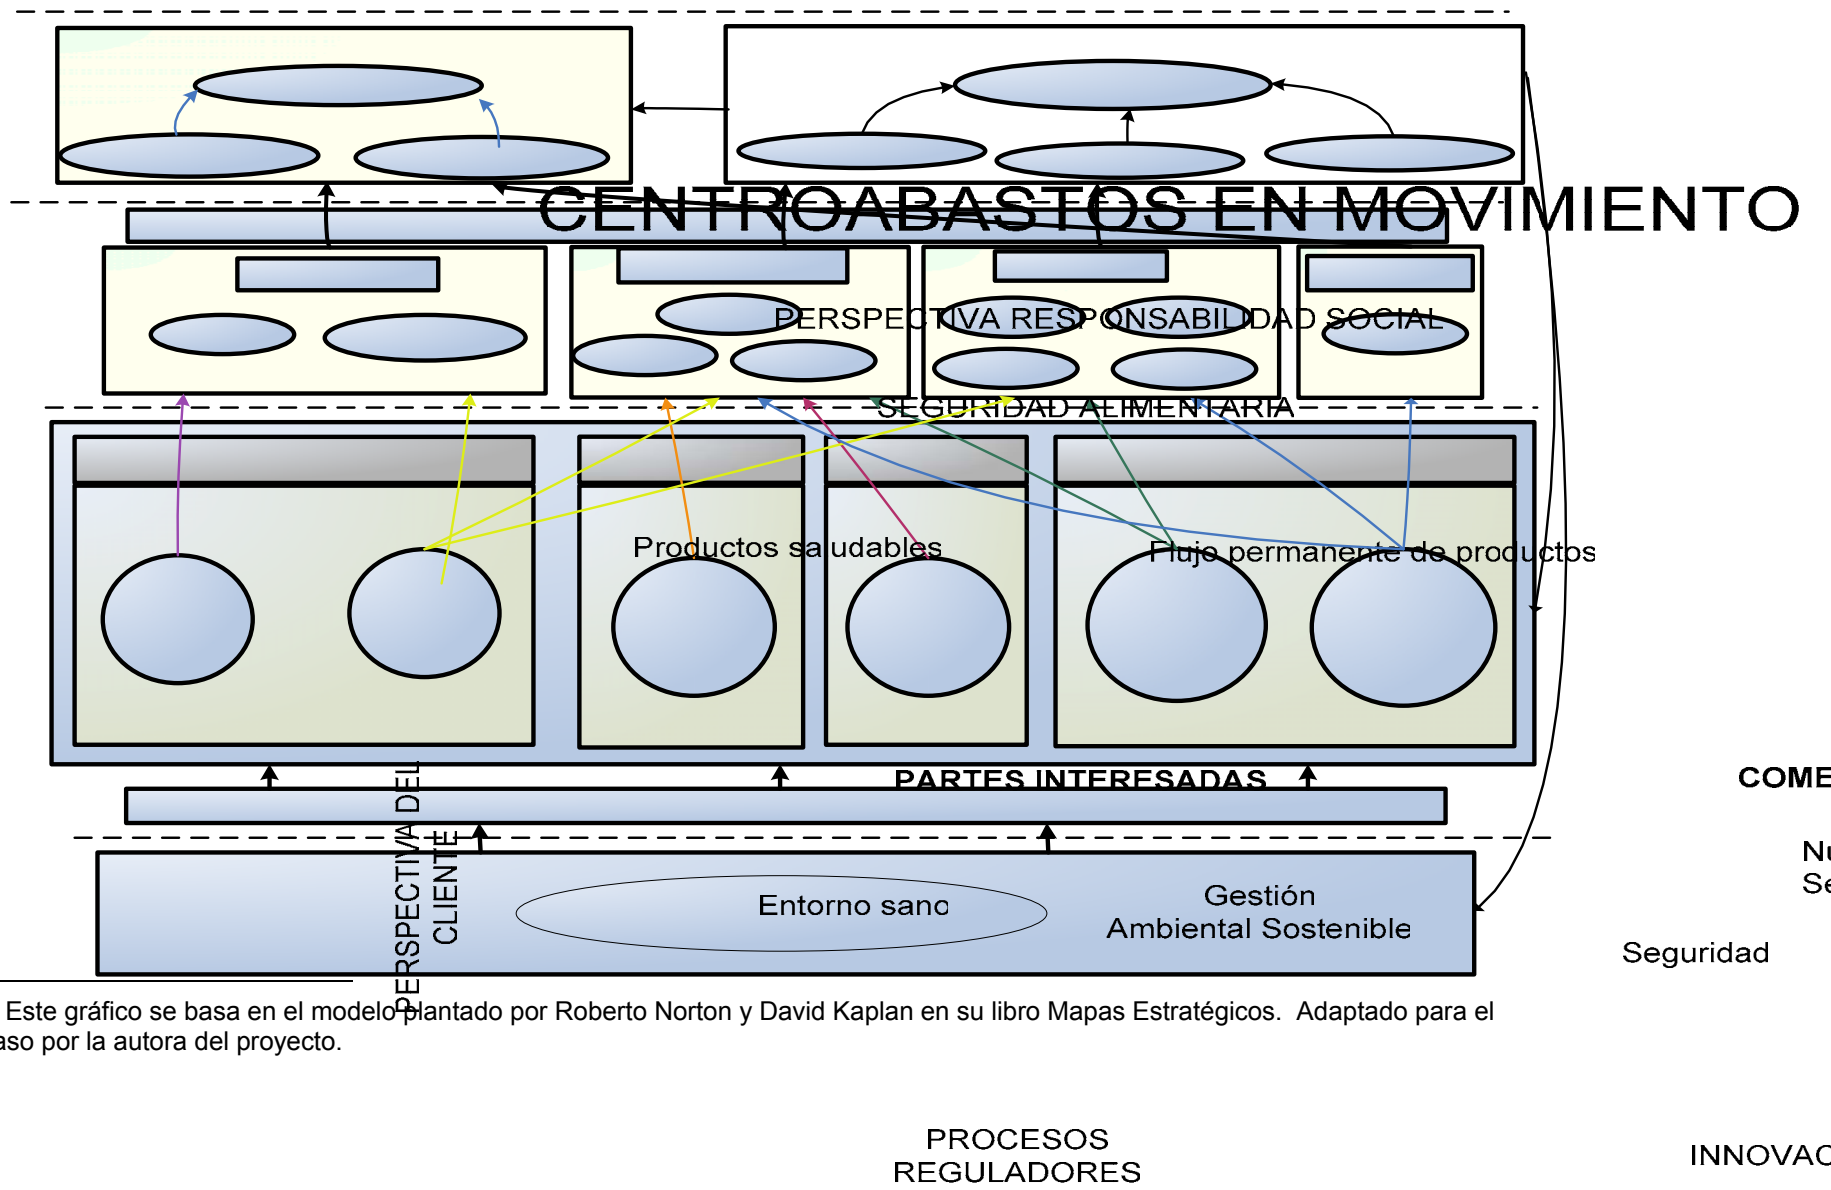 CENTROABASTOS EN MOVIMIENTO
PERSPECTIVA RESPONSABILIDAD SOCIAL
SEGURIDAD ALIMENTARIA
Productos saludables
Flujo permanente de productos
PARTES INTERESADAS
COME
PERSPECTIVA DEL
CLIENTE
Nu
Se
Entorno sano
Gestión
Ambiental Sostenible
Seguridad
Este gráfico se basa en el modelo plantado por Roberto Norton y David Kaplan en su libro Mapas Estratégicos. Adaptado para el
aso por la autora del proyecto.
PROCESOS
REGULADORES
INNOVAC